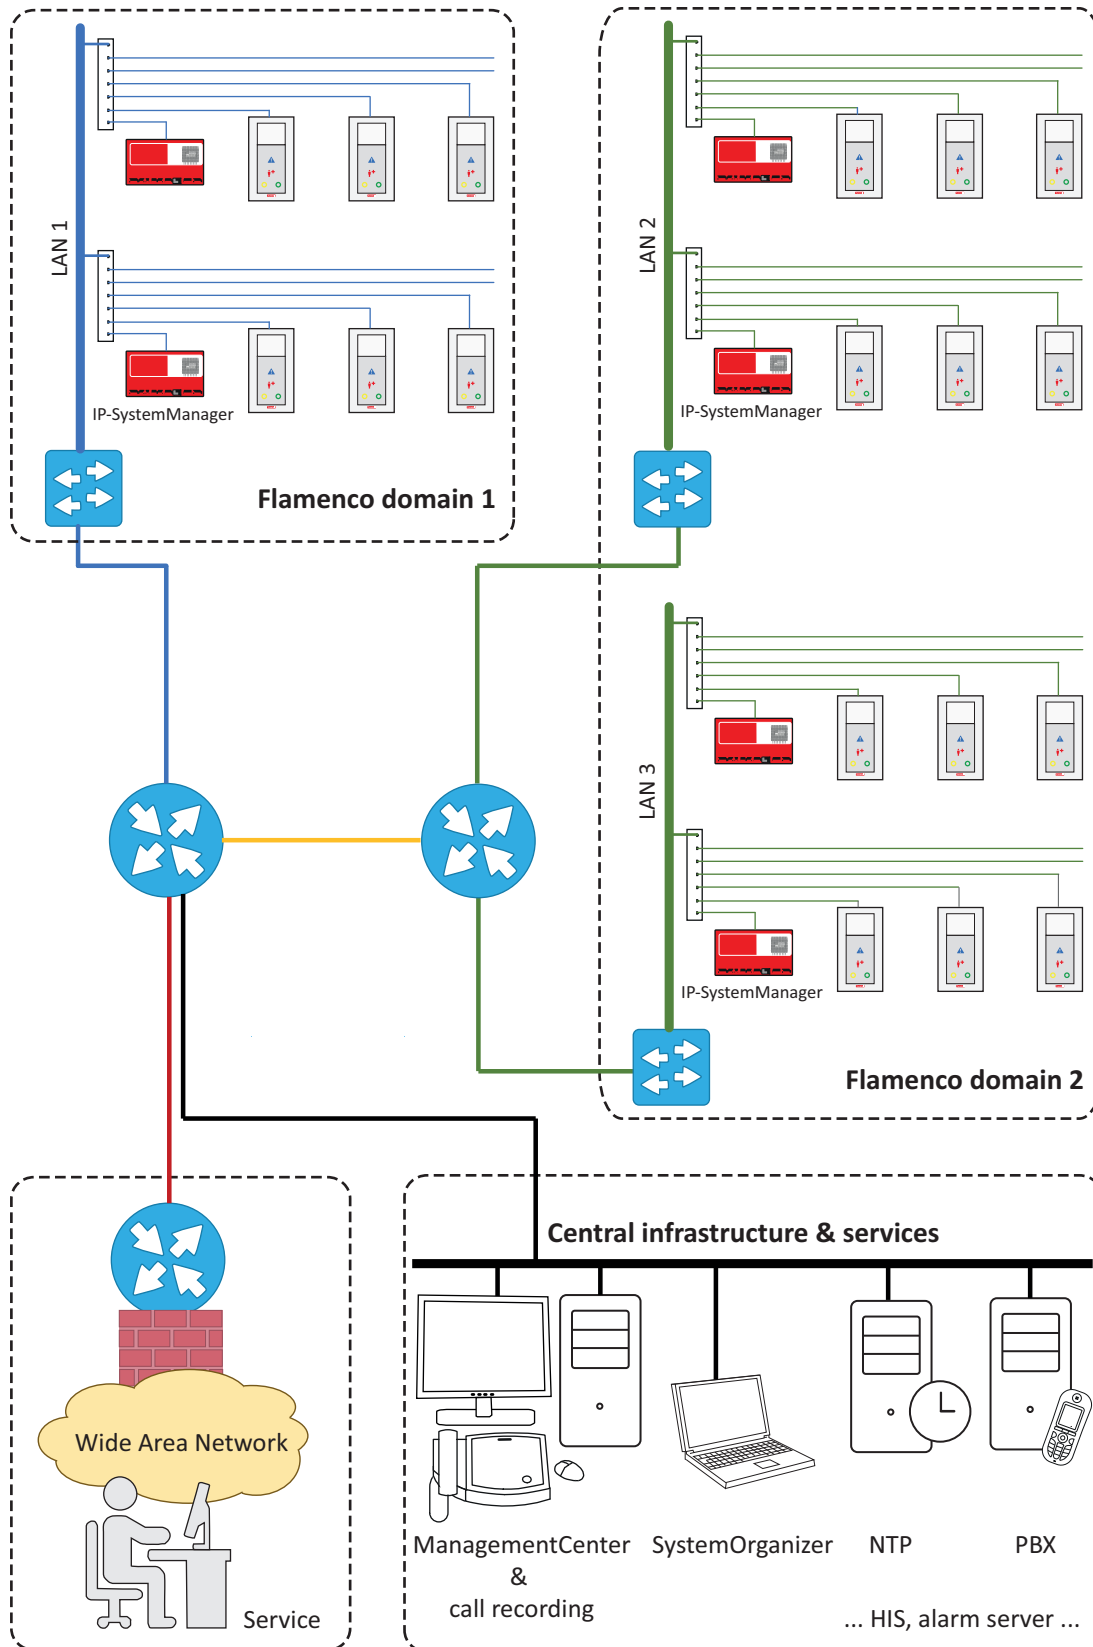 LAN 1
IP-SystemManager
Flamenco domain 1
LAN 2
IP-SystemManager
LAN 3
IP-SystemManager
Flamenco domain 2
Wide Area Network
Service
Central infrastructure & services
ManagementCenter
&
call recording
SystemOrganizer
NTP
PBX
... HIS, alarm server ...